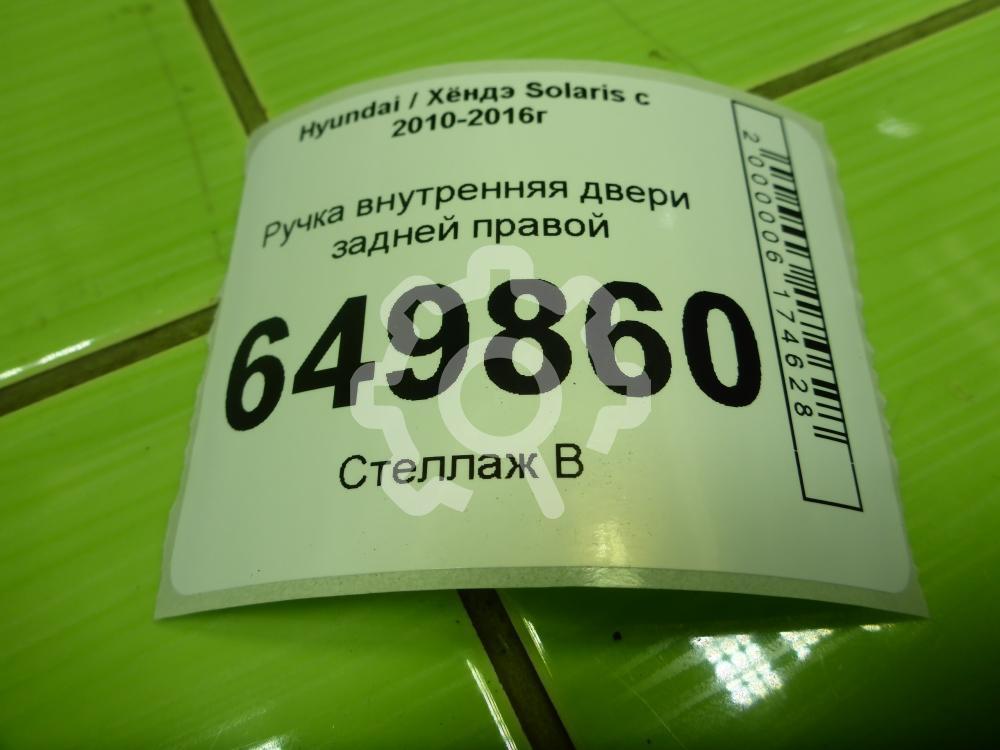 Hyundai / Хёндэ Solaris с
2010-2016г
Ручка внутренняя двери
задней правой
649860
Стеллаж В
2000006174628